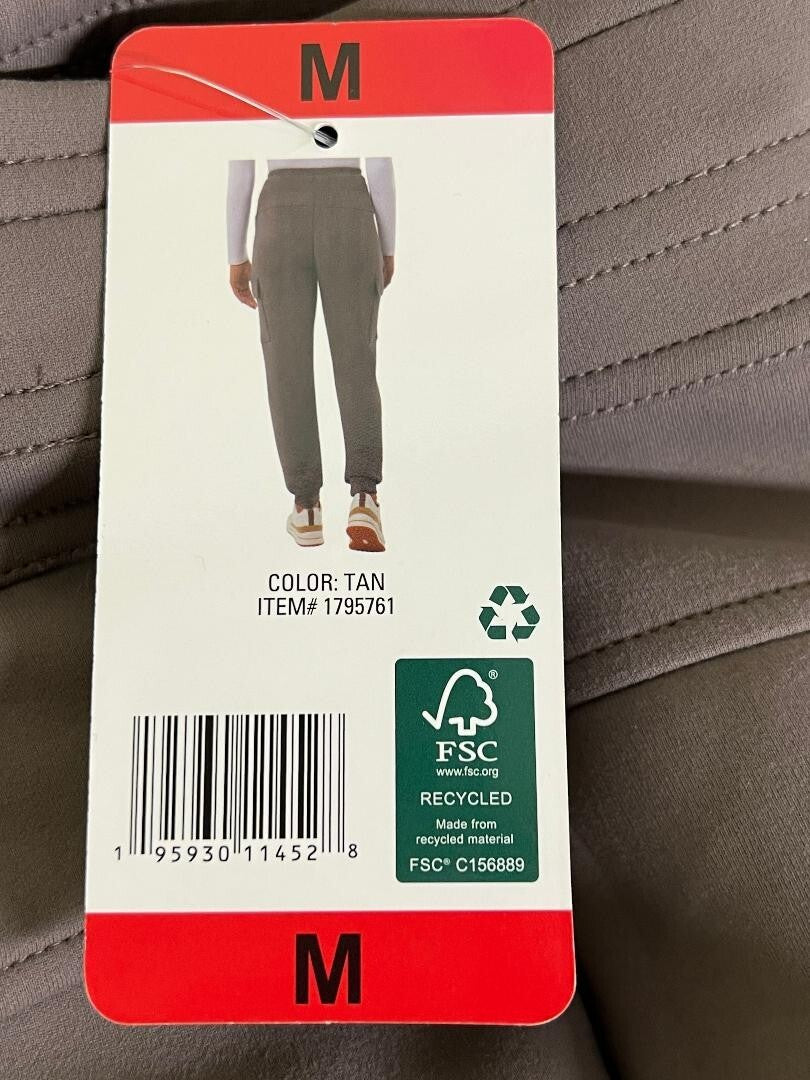 M
COLOR: TAN
ITEM# 1795761
®
FSC
www.fsc.org
RECYCLED
Made from
recycled material
FSC® C156889
1 95930 11452 8
M